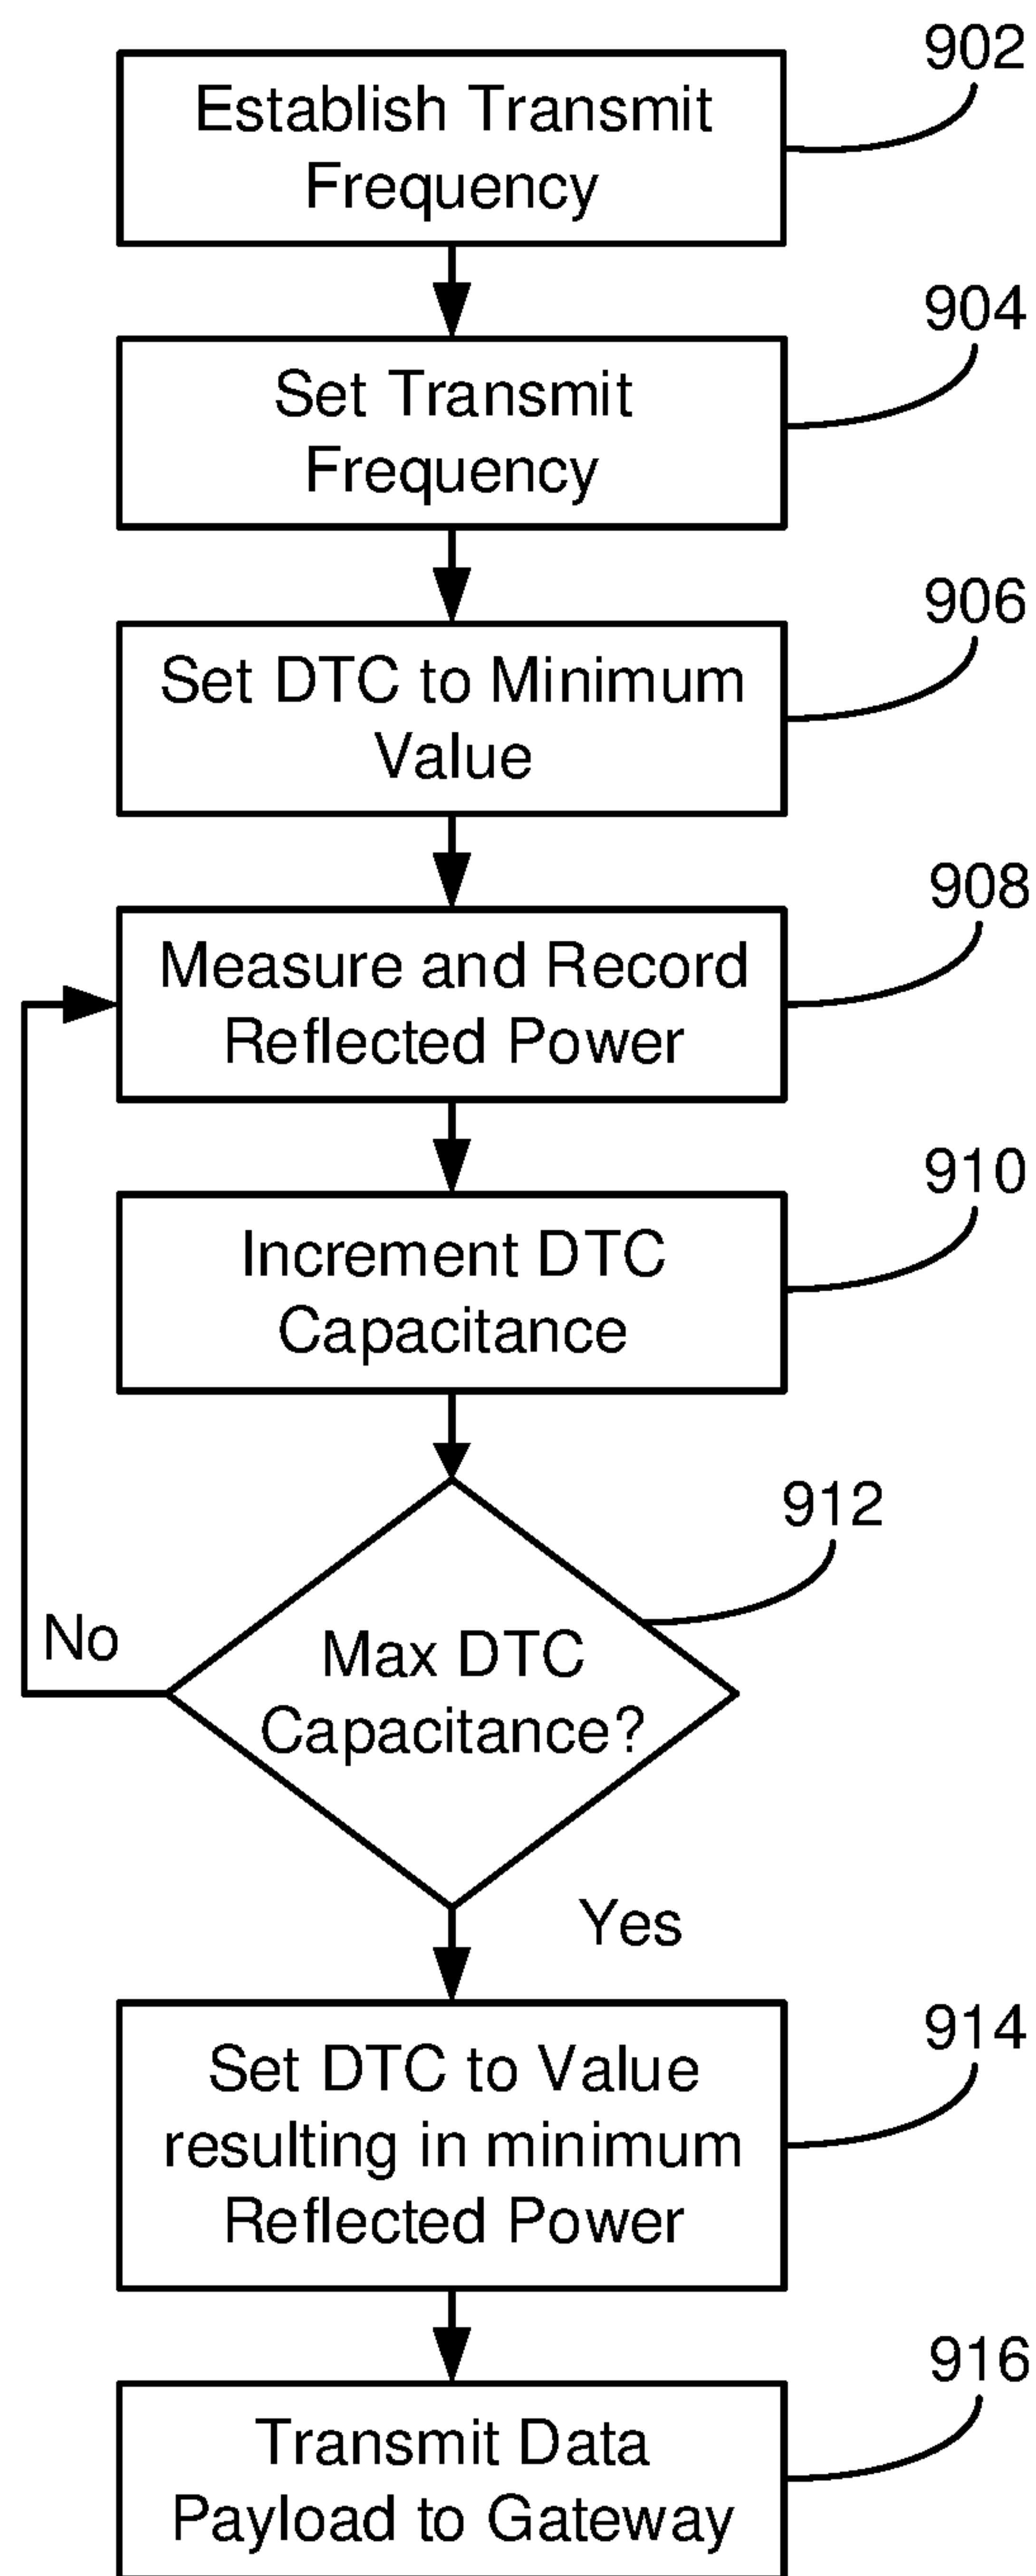 902
Establish Transmit
Frequency
904
Set Transmit
Frequency
906
Set DTC to Minimum
Value
908
Measure and Record
Reflected Power
910
Increment DTC
Capacitance
912
No
Max DTC
Capacitance?
Yes
914
Set DTC to Value
resulting in minimum
Reflected Power
916
Transmit Data
Payload to Gateway